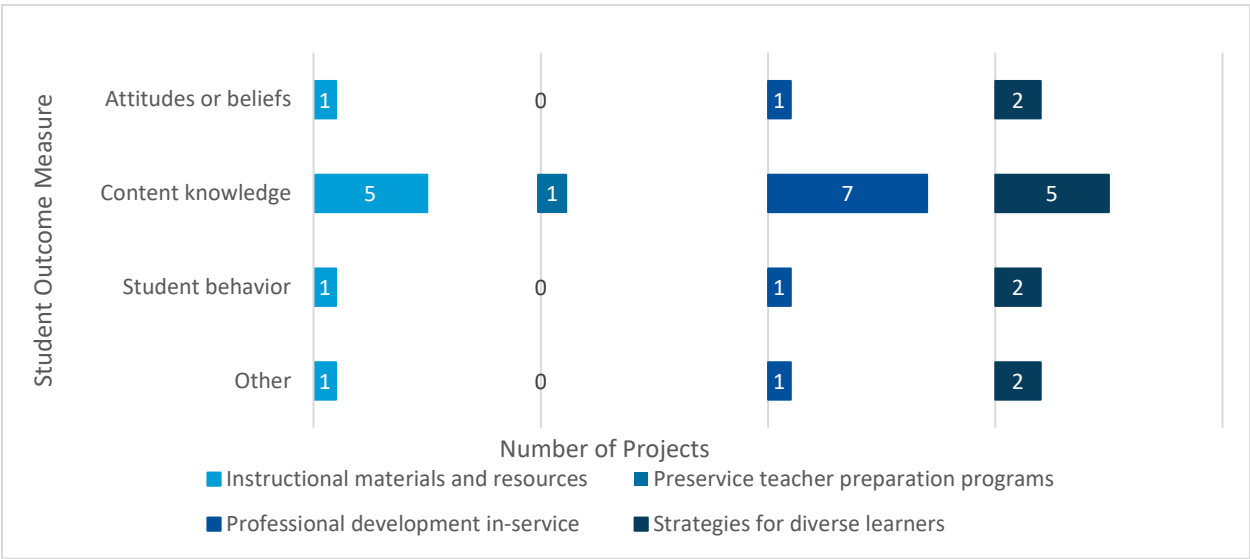 Student Outcome Measure
Attitudes or beliefs 1 0 1 2
Content knowledge 5 1 7 5
Student behavior 1 0 1 2
Other 1 0 1 2
Number of Projects
Instructional materials and resources Preservice teacher preparation programs
Professional development in-service Strategies for diverse learners